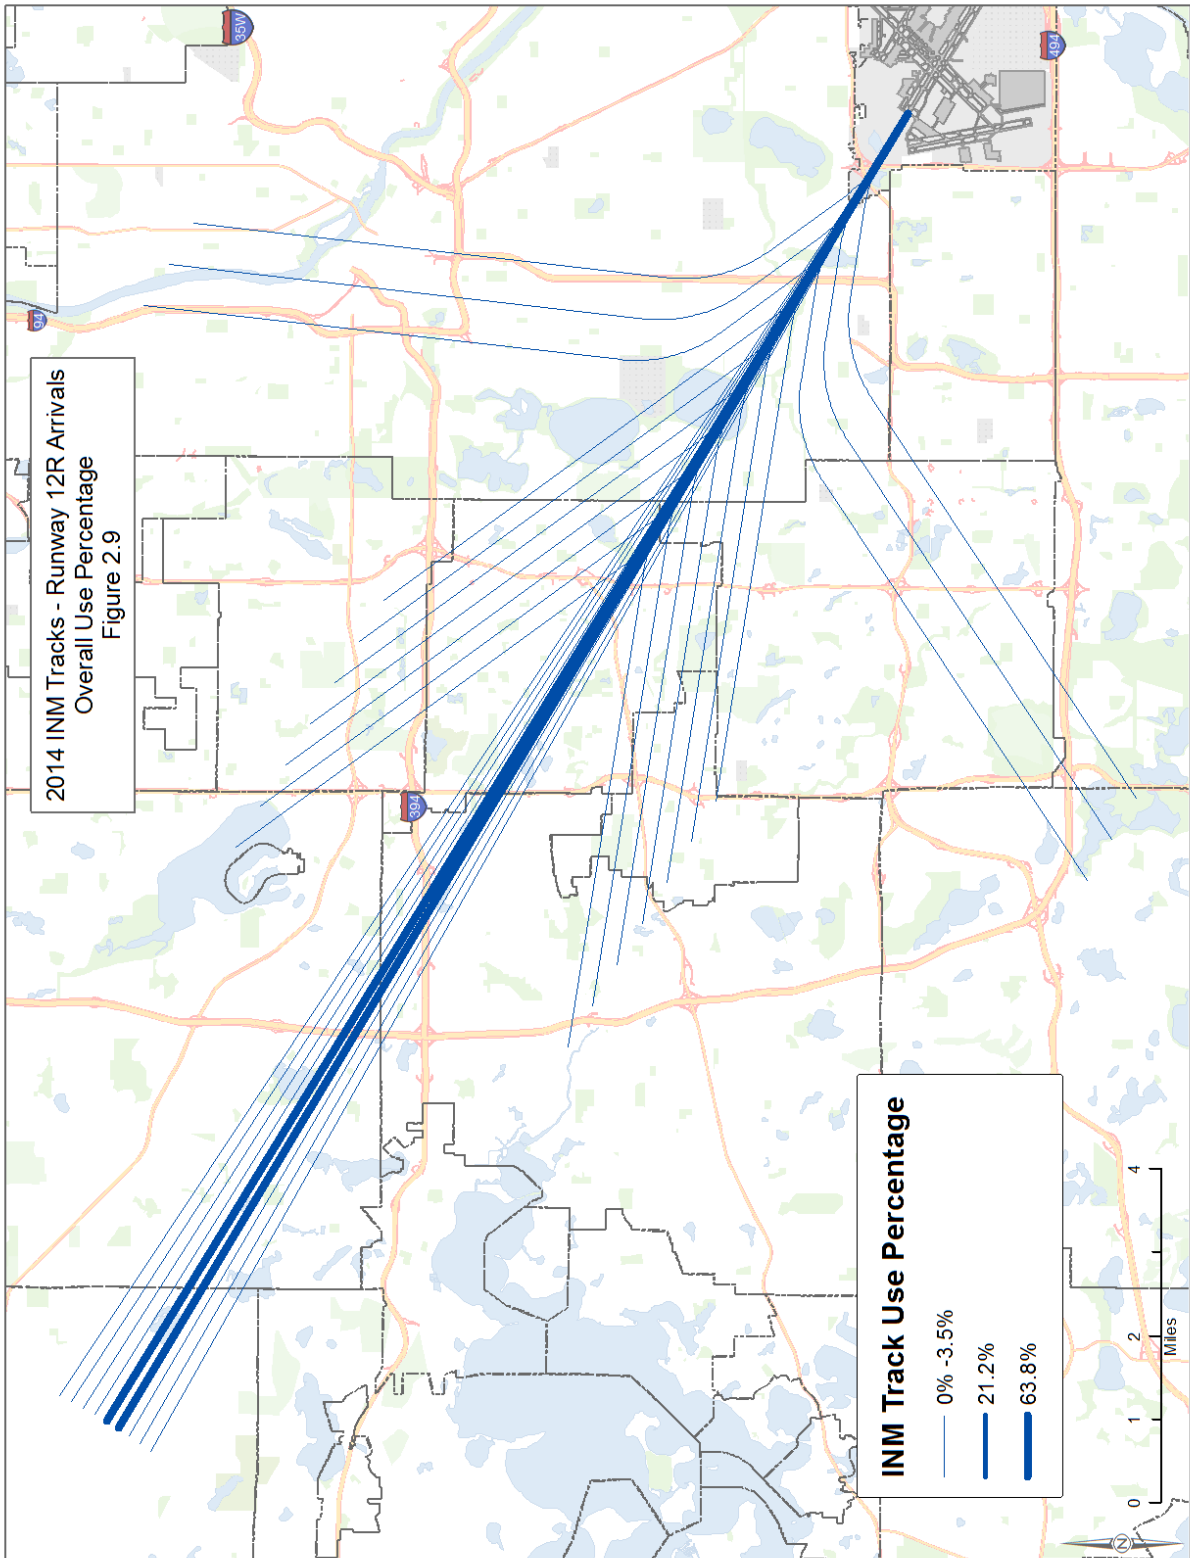 2014 INM Tracks - Runway 12R Arrivals
Overall Use Percentage
Figure 2.9
35W
94
494
394
INM Track Use Percentage
0% -3.5%
21.2%
63.8%
0 1 2 4
Miles
N